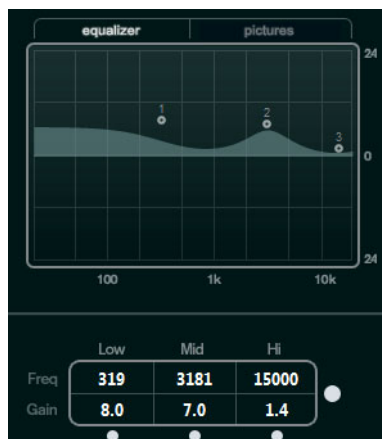 equalizer pictures
24
1
2
3
0
24
100 1k 10k
Low Mid Hi
Freq 319 3181 15000
Gain 8.0 7.0 1.4